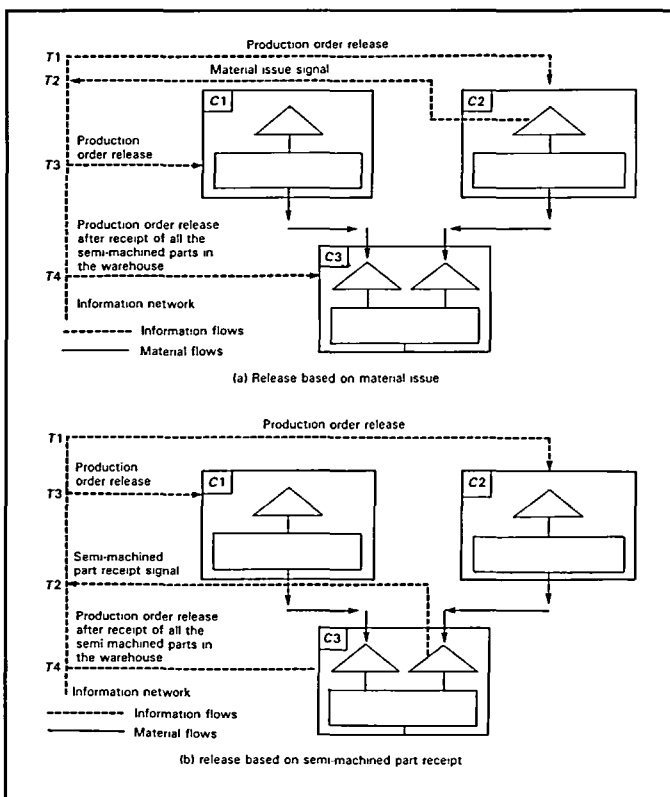 Production order release
T1
Material issue signal
T2
C1
C2
Production
order release
T3
Production order release
after receipt of all the
semi-machined parts in
the warehouse
C3
T4
Information network
Information flows
Material flows
(a) Release based on material issue
Production order release
T1
Production
order release
C1
C2
T3
Semi-machined
part receipt signal
T2
Production order release
after receipt of all the
semi machined parts in
the warehouse
C3
T4
Information network
Information flows
Material flows
(b) release based on semi-machined part receipt